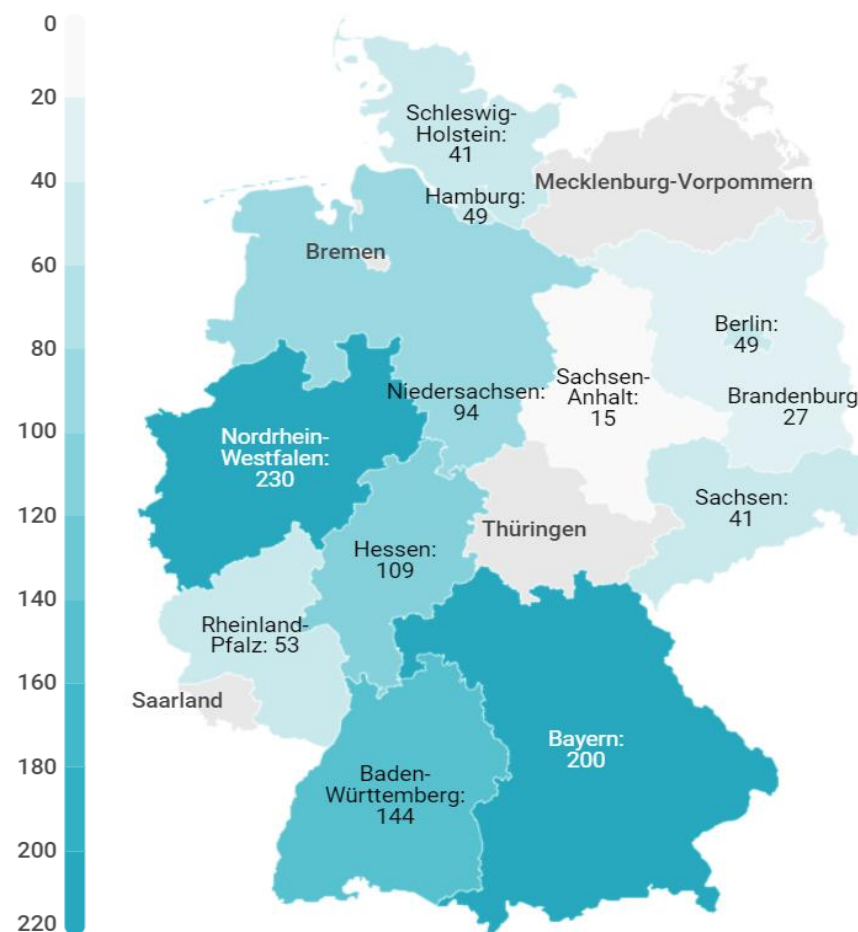 0
20
40
60
80
100
120
140
160
180
200
220
Schleswig-
Holstein:
41
Mecklenburg-Vorpommern
Hamburg:
49
Bremen
Berlin:
49
Niedersachsen:
94
Sachsen-
Anhalt:
15
Brandenburg
27
Nordrhein-
Westfalen:
230
Sachsen:
41
Thüringen
Hessen:
109
Rheinland-
Pfalz: 53
Saarland
Bayern:
200
Baden-
Württemberg:
144